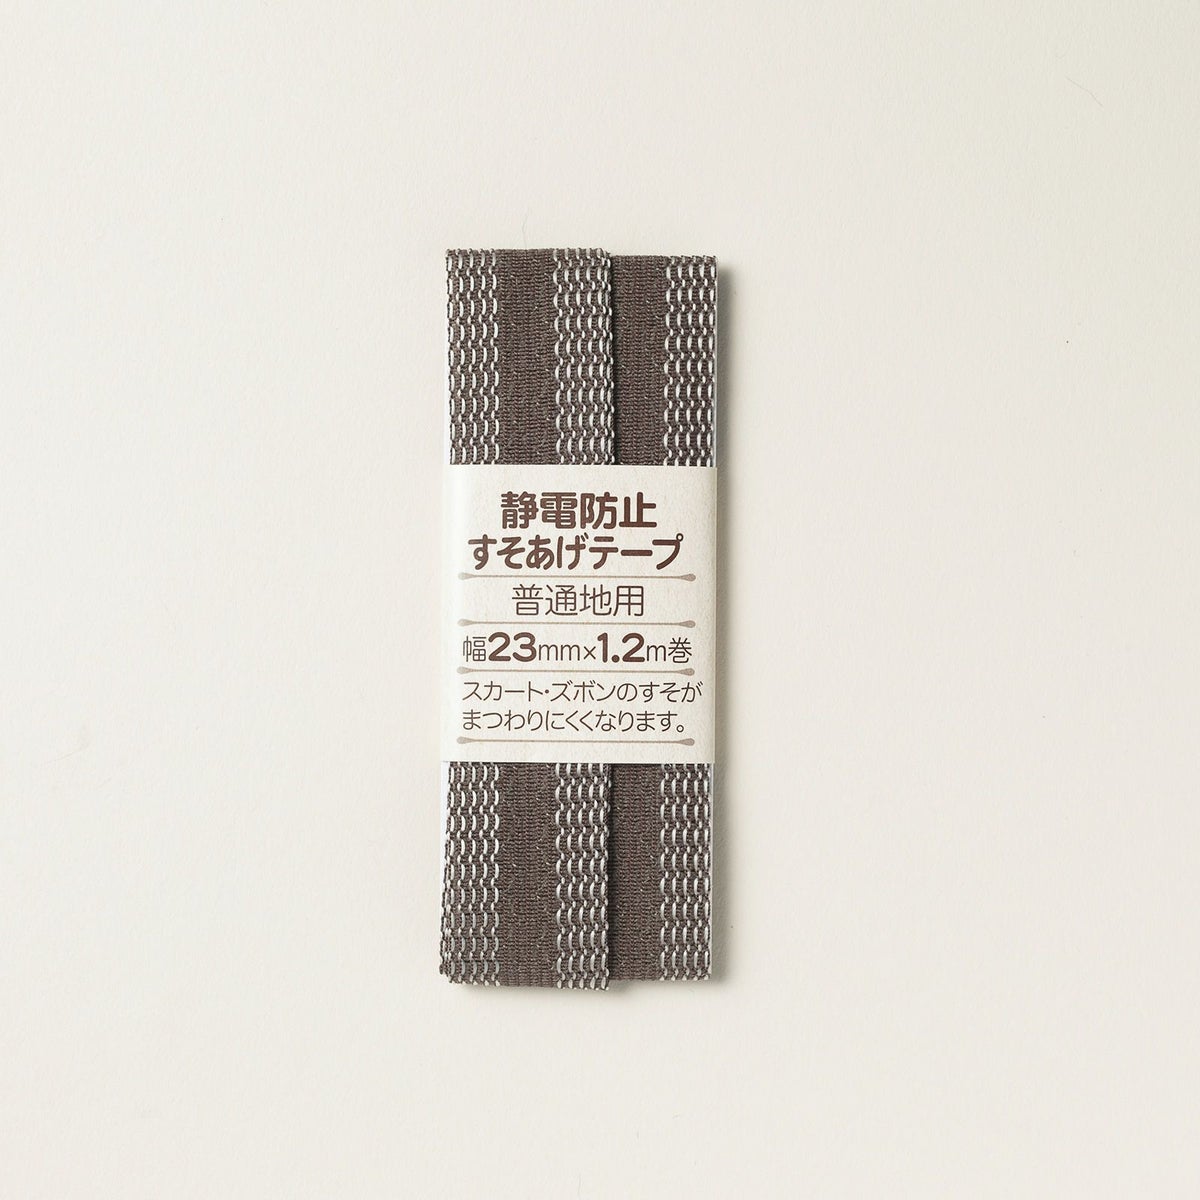 静電防止
すそあげテープ
普通地用
幅23mm×1.2m巻
スカート・ズボンのすそが
まつわりにくくなります。